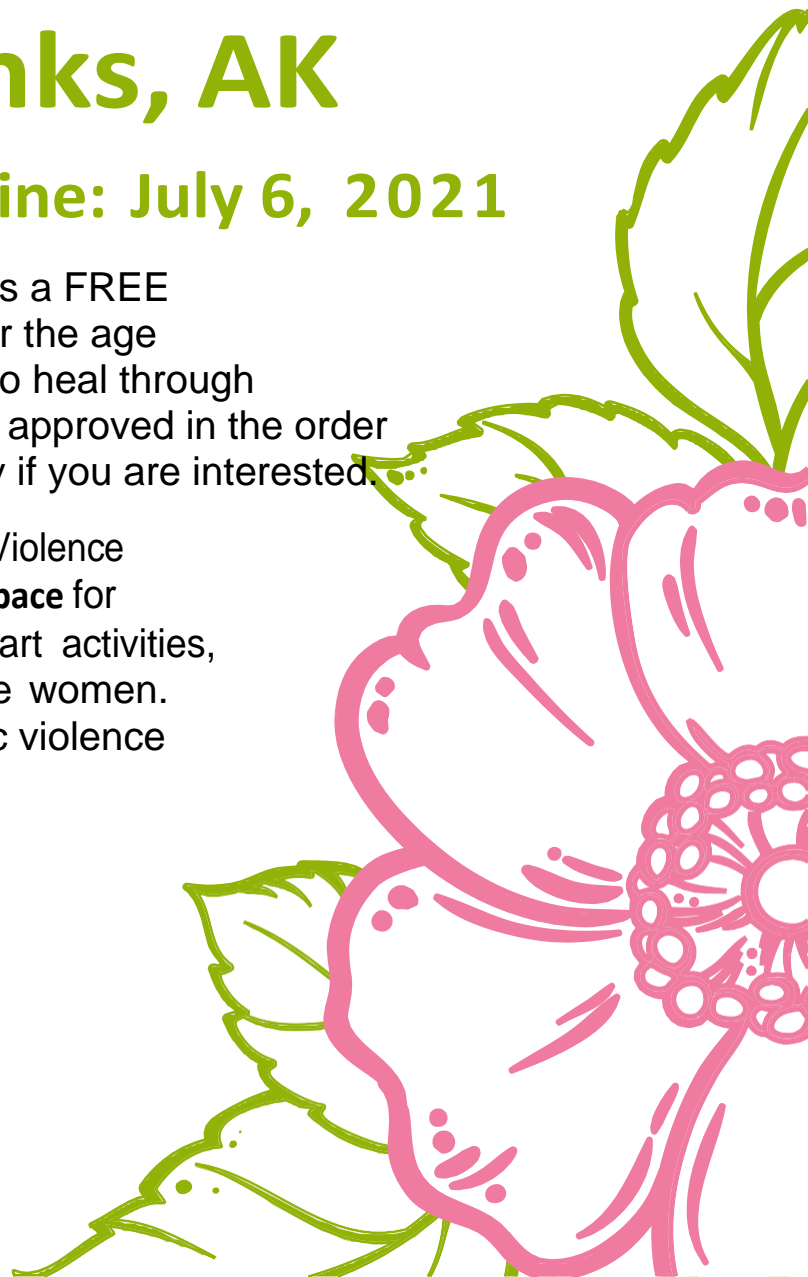 nks, AK
ine: July 6, 2021
s a FREE
r the age
o heal through
approved in the order
y if you are interested.
Violence
pace for
art activities,
e women.
c violence